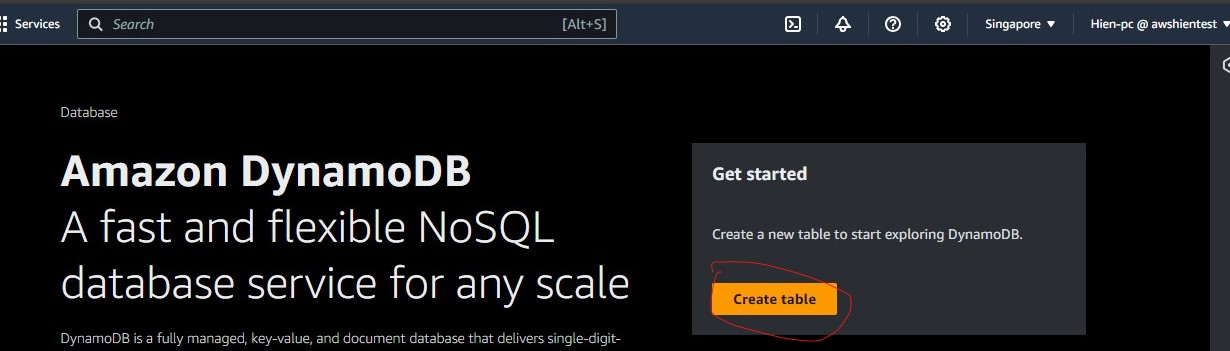 Services
Search
[Alt+S]
Singapore
Hien-pc @ awshientest
Database
Amazon DynamoDB
A fast and flexible NoSQL
database service for any scale
DynamoDB is a fully managed, key-value, and document database that delivers single-digit-
Get started
Create a new table to start exploring DynamoDB.
Create table